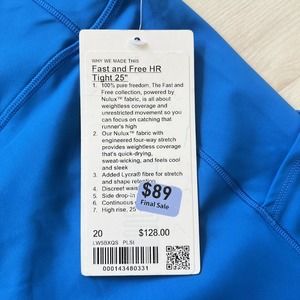 WHY WE MADE THIS
Fast and Free HR
Tight 25"
1. 100% pure freedom. The Fast and
Free collection, powered by
Nulux™ fabric, is all about
weightless coverage and
unrestricted movement so you
can focus on catching that
runner's high
2. Our Nulux™ fabric with
engineered four-way stretch
provides weightless coverage
that's quick-drying,
sweat-wicking, and feels cool
and sleek
3. Added Lycra® fibre for stretch
and shape retention
4. Discreet waist
5. Side drop-in
6. Continuous
7. High rise, 25"
$89
Final Sale
20 $128.00
LW5BXQS PLSt
000143480331